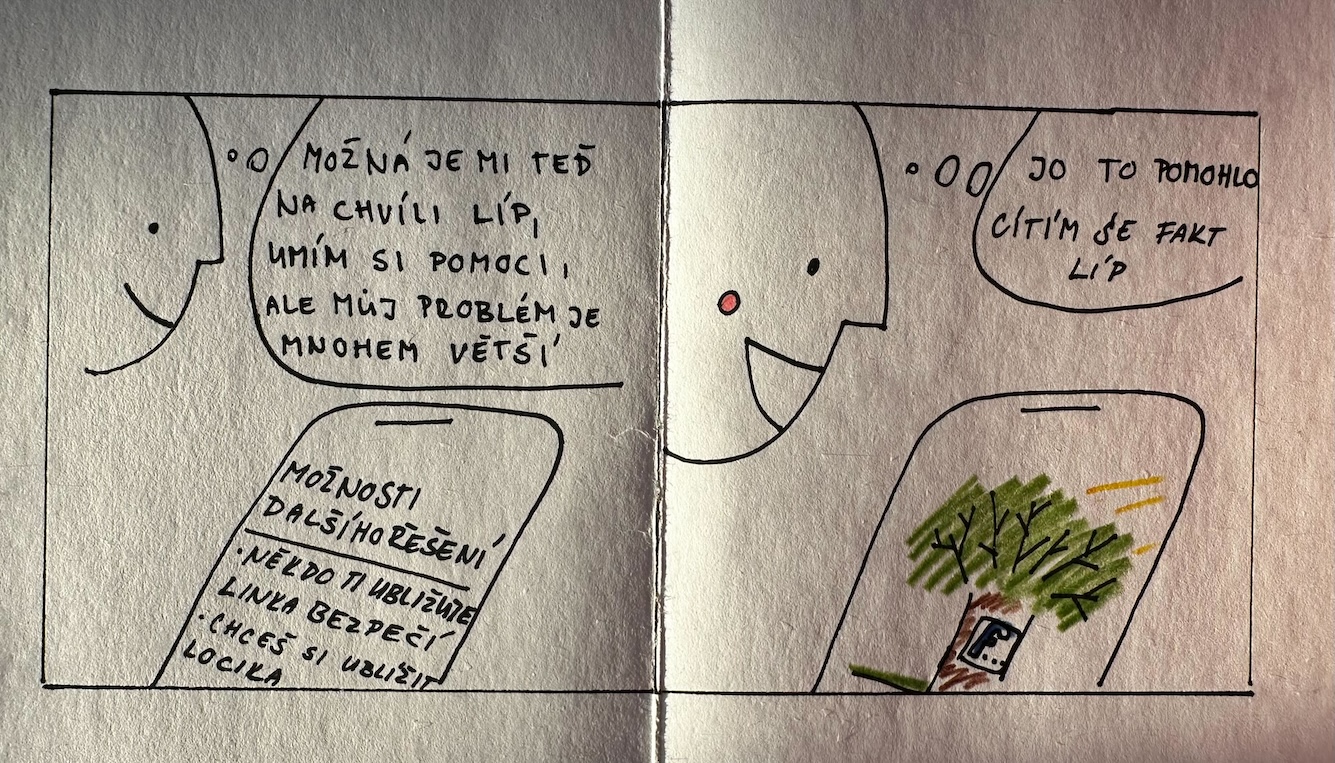 MOŽNÁ JE MI TEĎ
NA CHVÍLI LÍP,
UMÍM SI POMOCI,
ALE MŮJ PROBLÉM JE
MNOHEM VĚTŠÍ
MOŽNOSTI
DALŠÍHO ŘEŠENÍ
· NĚKDO TI UBLIŽUJE
LINKA BEZPEČÍ
· CHCEŠ SI UBLÍŽIT
LOCIKA
JO TO POMOHLO
CÍTÍM SE FAKT
LÍP
F...